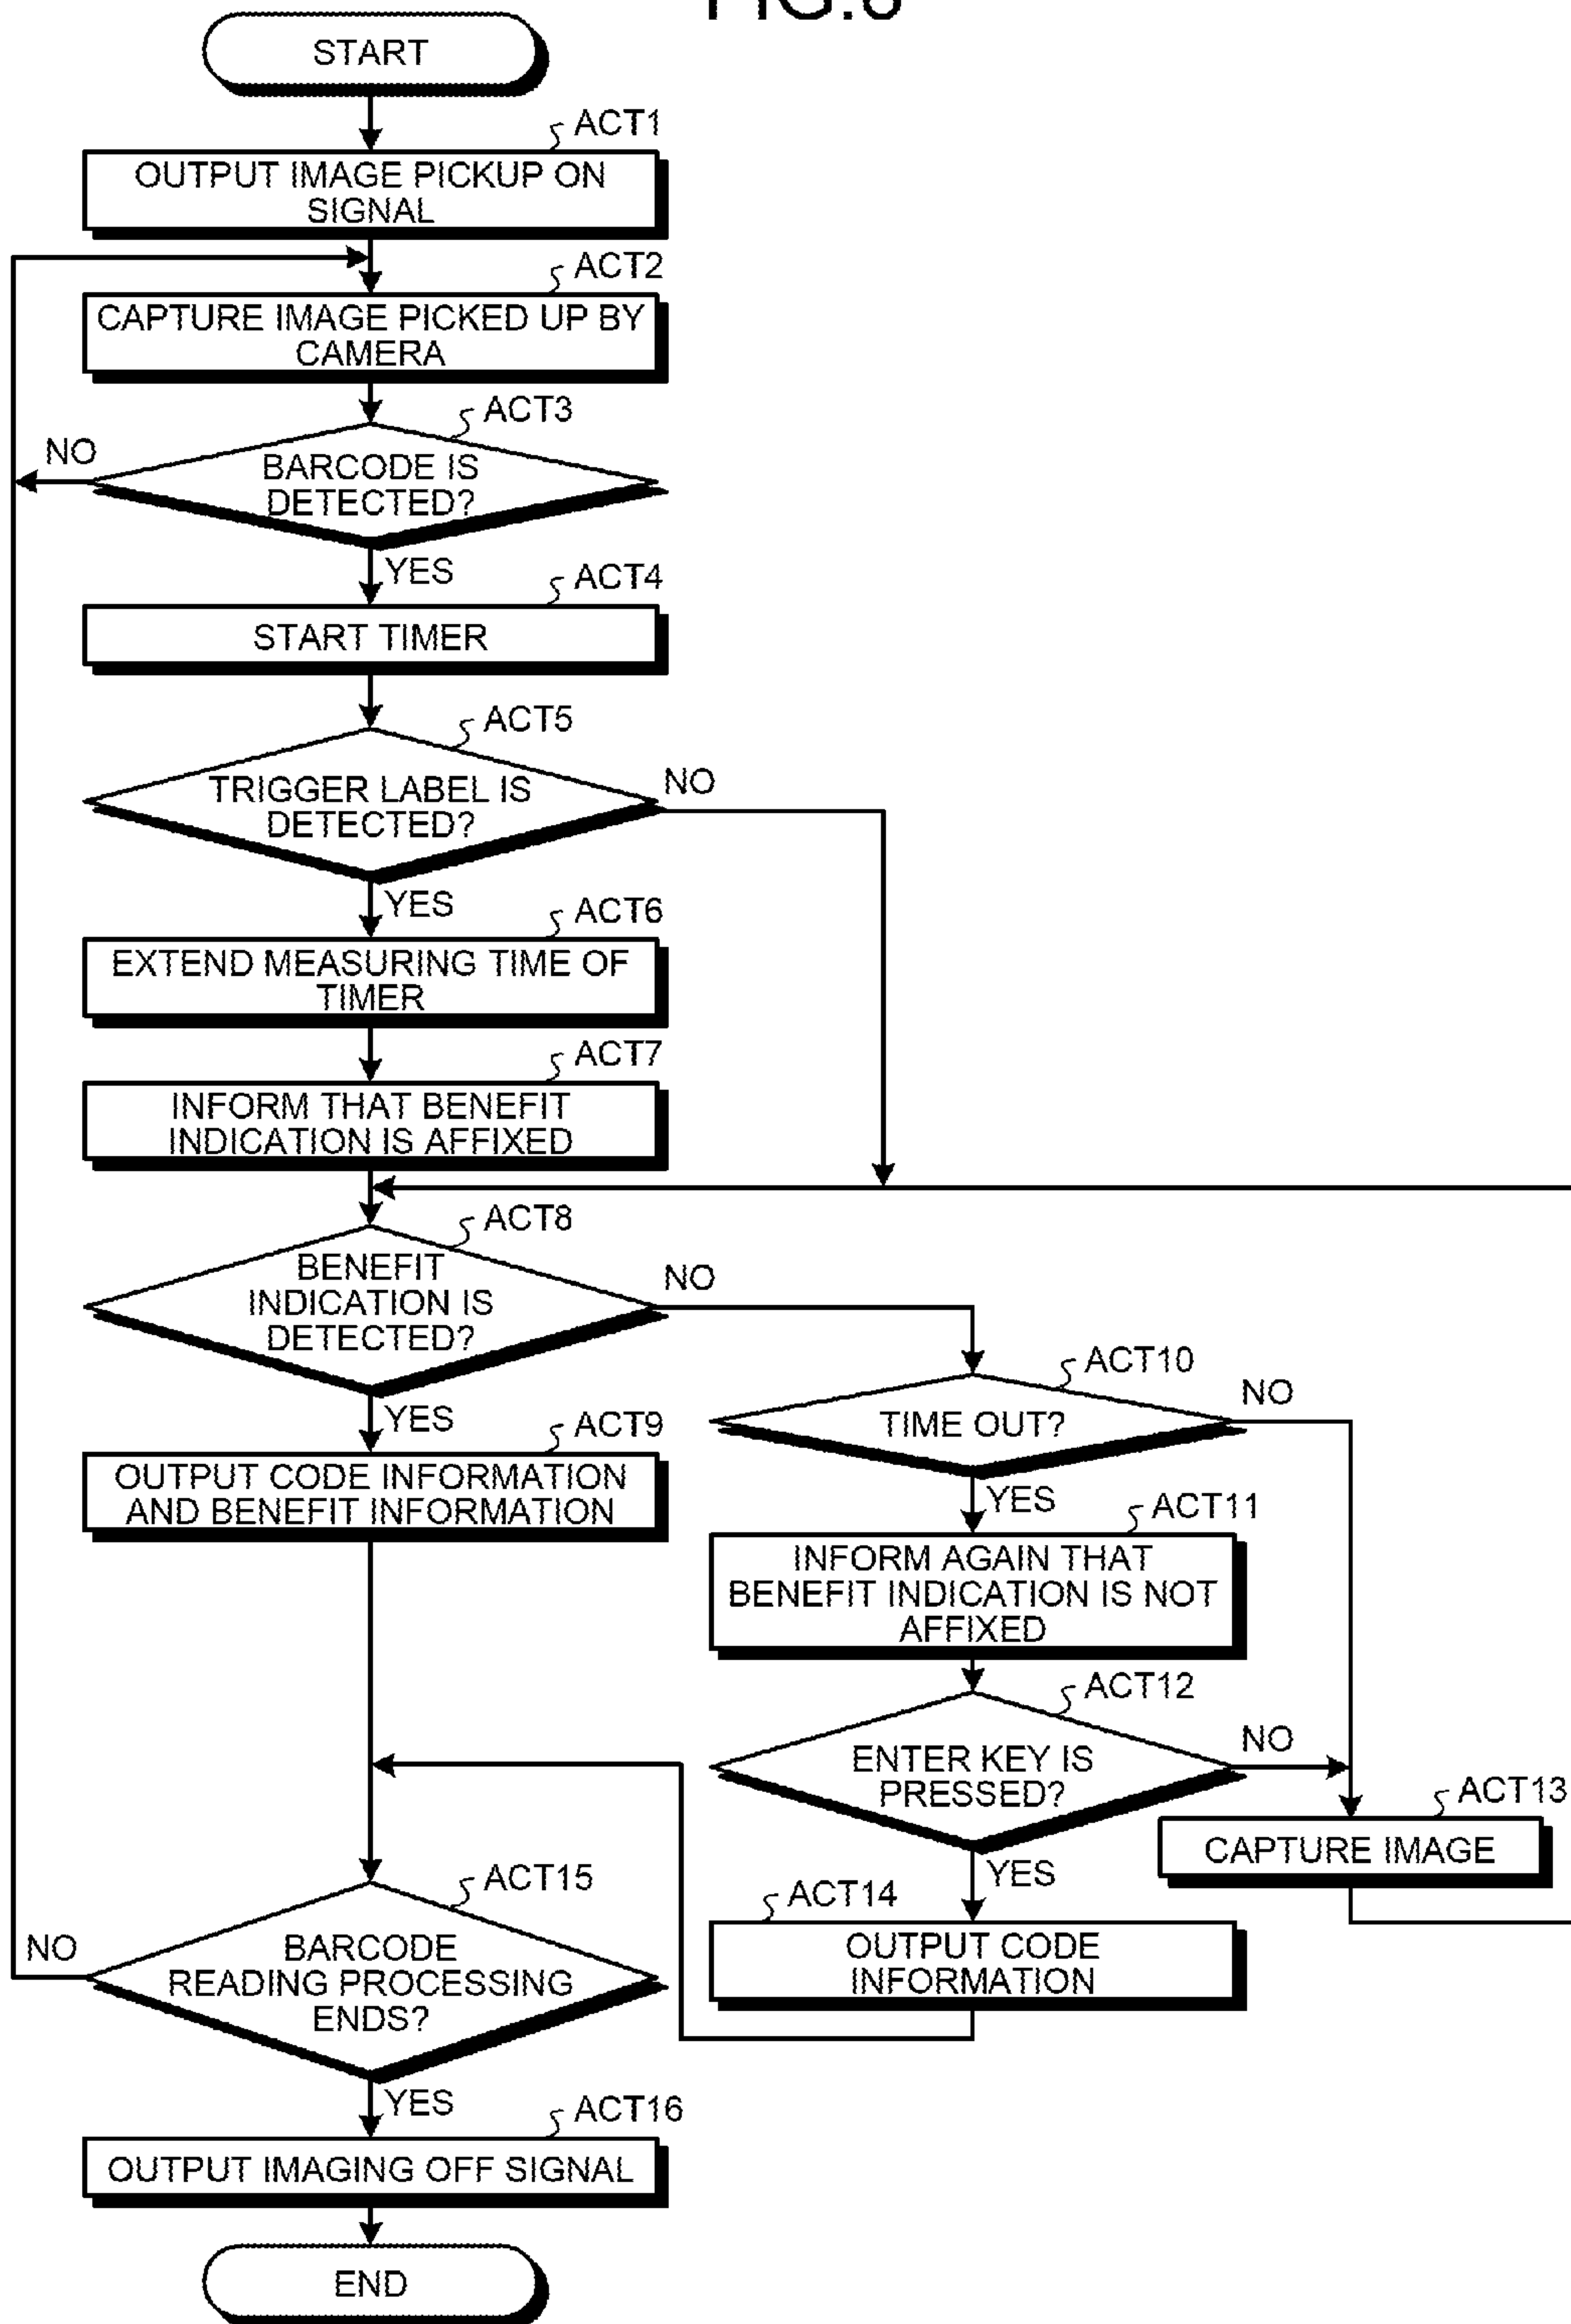 FIG.
START
ACT1
OUTPUT IMAGE PICKUP ON
SIGNAL
ACT2
CAPTURE IMAGE PICKED UP BY
CAMERA
ACT3
NO
BARCODE IS
DETECTED?
YES
ACT4
START TIMER
ACT5
TRIGGER LABEL IS
DETECTED?
NO
YES
ACT6
EXTEND MEASURING TIME OF
TIMER
ACT7
INFORM THAT BENEFIT
INDICATION IS AFFIXED
ACT8
BENEFIT
INDICATION IS
DETECTED?
NO
YES
ACT9
OUTPUT CODE INFORMATION
AND BENEFIT INFORMATION
ACT10
TIME OUT?
NO
YES
ACT11
INFORM AGAIN THAT
BENEFIT INDICATION IS NOT
AFFIXED
ACT12
ENTER KEY IS
PRESSED?
NO
YES
ACT13
CAPTURE IMAGE
ACT14
OUTPUT CODE
INFORMATION
ACT15
BARCODE
READING PROCESSING
ENDS?
NO
YES
ACT16
OUTPUT IMAGING OFF SIGNAL
END